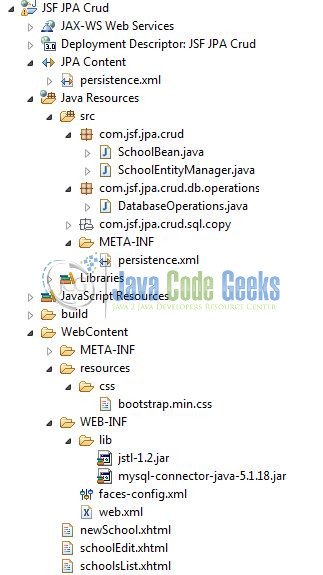 JSF JPA Crud
JAX-WS Web Services
Deployment Descriptor: JSF JPA Crud
JPA Content
persistence.xml
Java Resources
src
com.jsf.jpa.crud
SchoolBean.java
SchoolEntityManager.java
com.jsf.jpa.crud.db.operations
DatabaseOperations.java
com.jsf.jpa.crud.sql.copy
META-INF
persistence.xml
Libraries
Java Code Geeks
JavaScript Resources
JAVA 2 JAVA DEVELOPERS RESOURCE CENTER
build
WebContent
META-INF
resources
css
bootstrap.min.css
WEB-INF
lib
jstl-1.2.jar
mysql-connector-java-5.1.18.jar
faces-config.xml
web.xml
newSchool.xhtml
schoolEdit.xhtml
schoolsList.xhtml